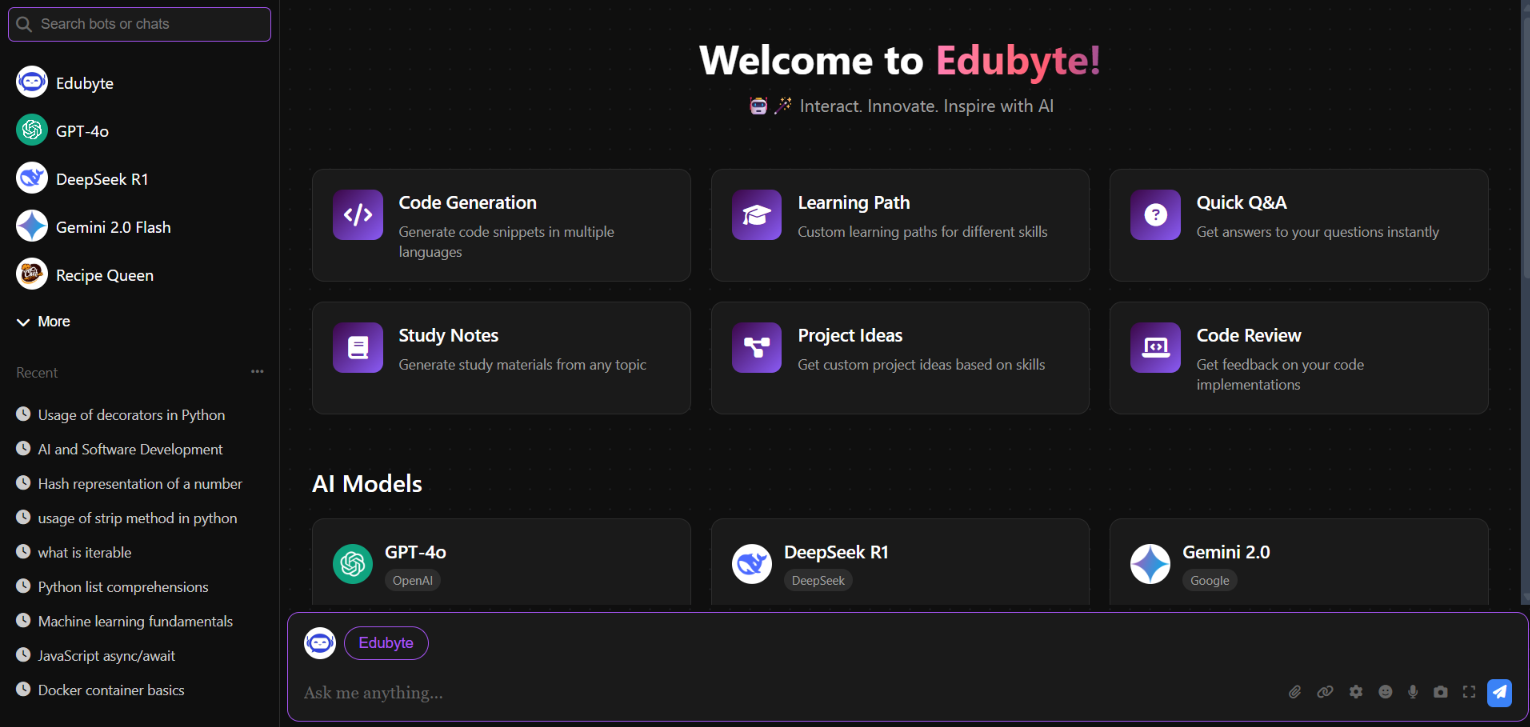 Search bots or chats
Edubyte
GPT-4o
DeepSeek R1
Gemini 2.0 Flash
Recipe Queen
More
Recent
Usage of decorators in Python
AI and Software Development
Hash representation of a number
usage of strip method in python
what is iterable
Python list comprehensions
Machine learning fundamentals
JavaScript async/await
Docker container basics
Welcome to Edubyte!
Interact. Innovate. Inspire with AI
Code Generation
Generate code snippets in multiple
languages
Learning Path
Custom learning paths for different skills
Quick Q&A
Get answers to your questions instantly
Study Notes
Generate study materials from any topic
Project Ideas
Get custom project ideas based on skills
Code Review
Get feedback on your code
implementations
AI Models
GPT-4o
OpenAI
DeepSeek R1
DeepSeek
Gemini 2.0
Google
Edubyte
Ask me anything...